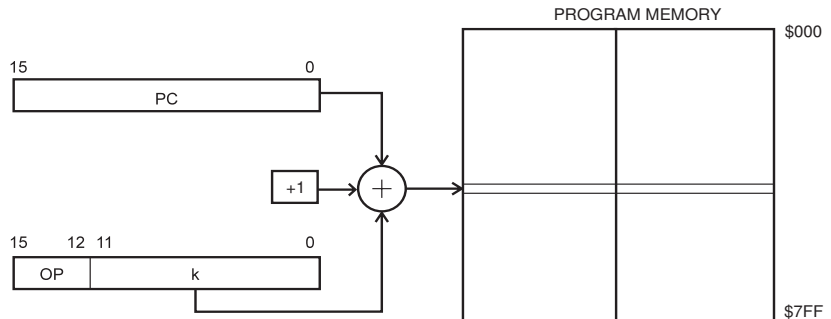 PROGRAM MEMORY
$000
15 0
PC
+1
+
15 12 11 0
OP k
$7FF